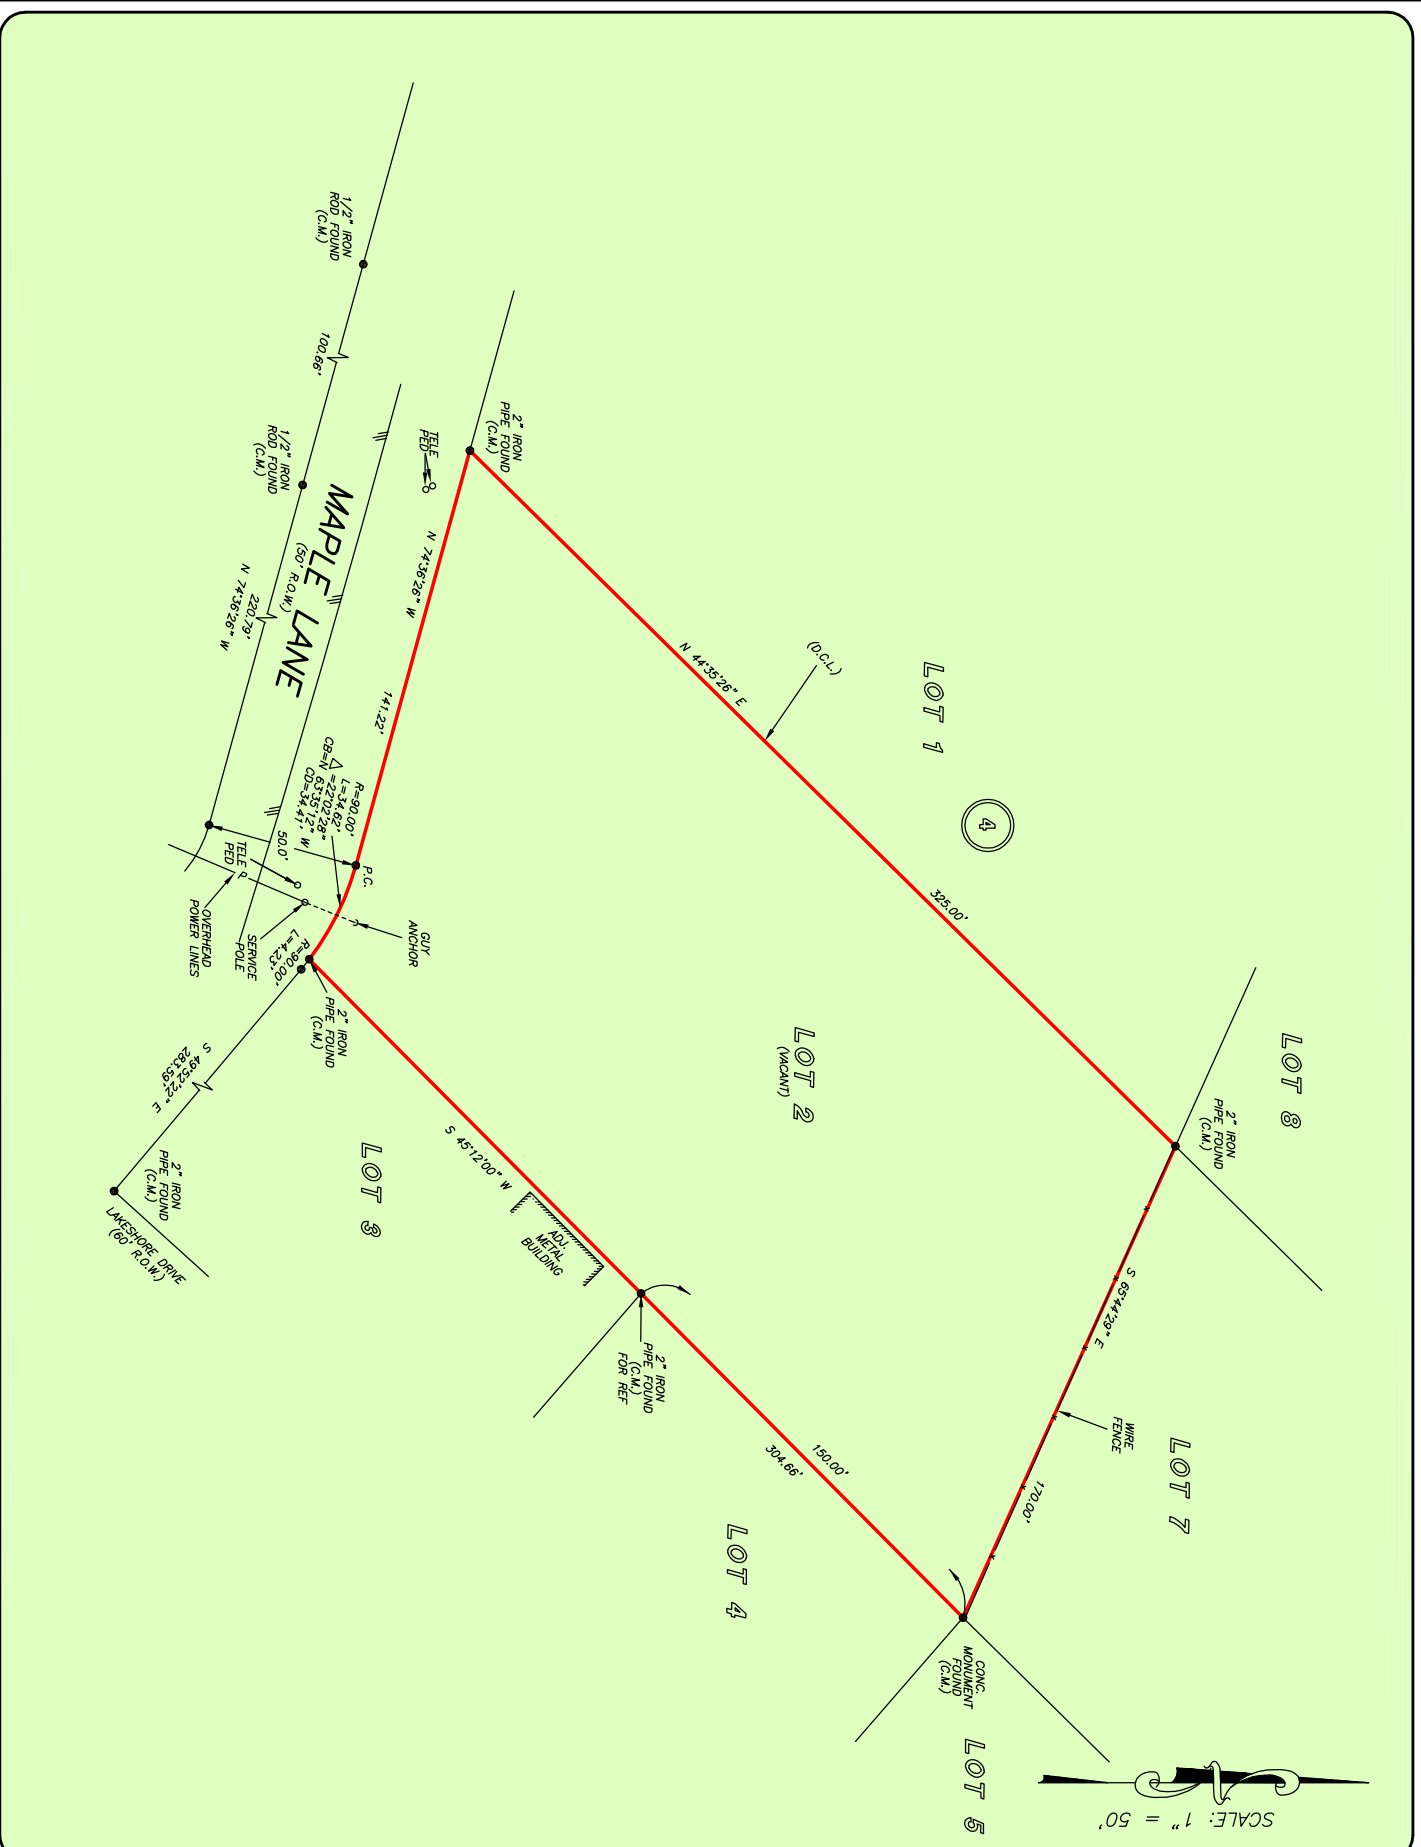 1/2" IRON
ROD FOUND
(C.M.)
100.66'
1/2" IRON
ROD FOUND
(C.M.)
MAPLE LANE
(50' R.O.W.)
220.79'
N 74°36'26" W
TELE
PED
2" IRON
PIPE FOUND
(C.M.)
N 74°36'26" W
141.22'
N 44°35'26" E
325.00'
(D.C.L.)
LOT 1
4
R=90.00'
L=34.62'
△=22°02'28"
CB=N 63°35'12" W
CD=34.41'
P.C.
50.0'
TELE
PED
P
OVERHEAD
POWER LINES
SERVICE
POLE
GUY
ANCHOR
R=90.00'
L=4.23'
2" IRON
PIPE FOUND
(C.M.)
S 49°52'22" E
283.59'
2" IRON
PIPE FOUND
(C.M.)
LAKESHORE DRIVE
(60' R.O.W.)
LOT 3
S 45°12'00" W
ADJ.
METAL
BUILDING
LOT 2
(VACANT)
LOT 8
2" IRON
PIPE FOUND
(C.M.)
S 65°44'29" E
WIRE
FENCE
170.00'
LOT 7
2" IRON
PIPE FOUND
(C.M.)
FOR REF
150.00'
304.66'
LOT 4
CONC.
MONUMENT
FOUND
(C.M.)
LOT 5
SCALE: 1" = 50'